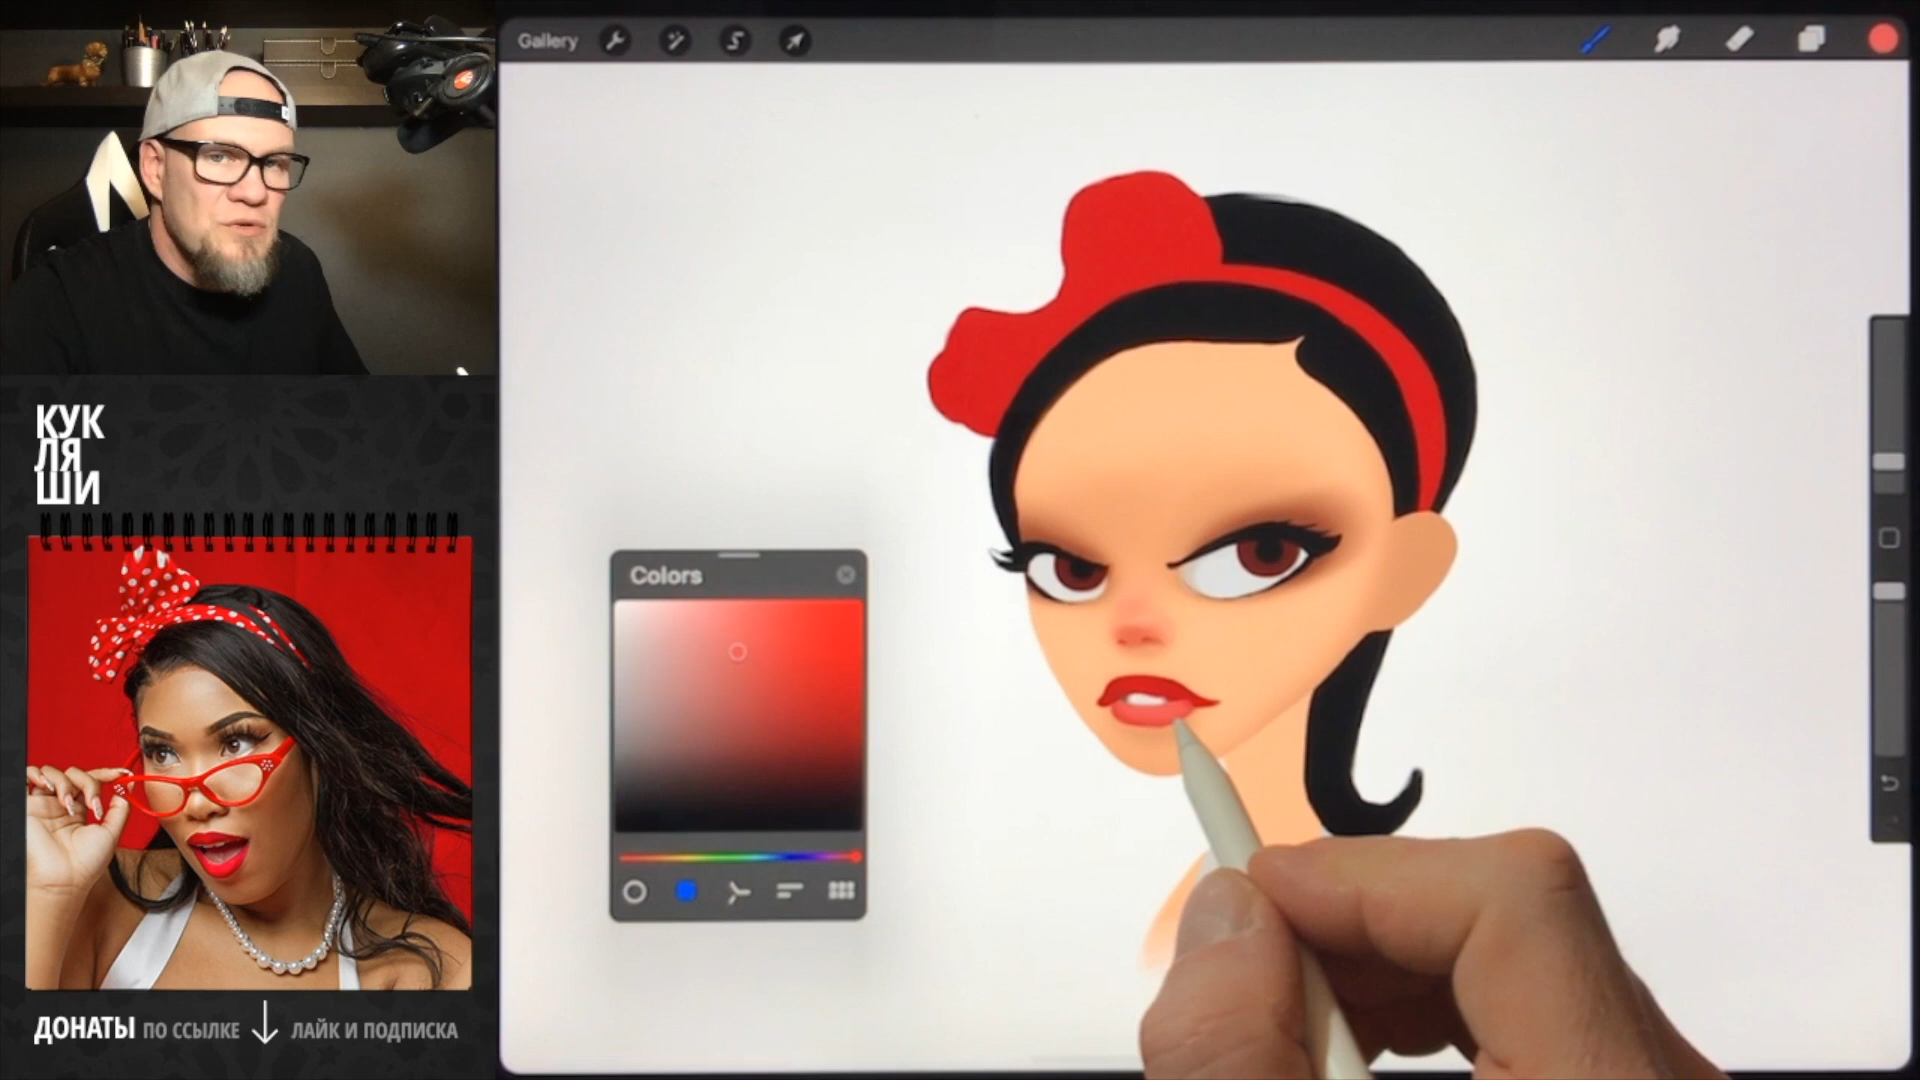 Gallery
КУК
ЛЯ
ШИ
Colors
ДОНАТЫ ПО ССЫЛКЕ ЛАЙК И ПОДПИСКА